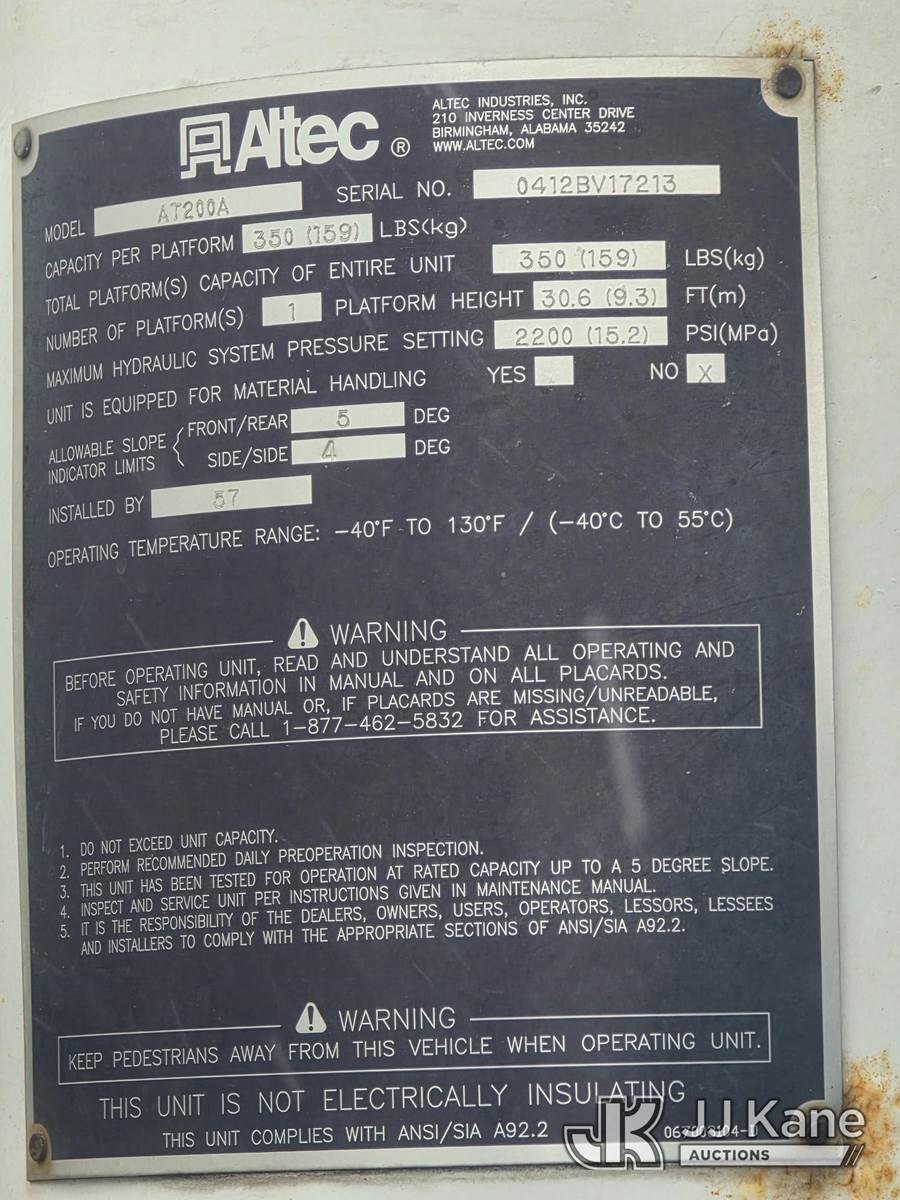 Altec ®
ALTEC INDUSTRIES, INC.
210 INVERNESS CENTER DRIVE
BIRMINGHAM, ALABAMA 35242
WWW.ALTEC.COM
MODEL AT200A SERIAL NO. 0412BV17213
CAPACITY PER PLATFORM 350 (159) LBS(kg)
TOTAL PLATFORM(S) CAPACITY OF ENTIRE UNIT 350 (159) LBS(kg)
NUMBER OF PLATFORM(S) 1 PLATFORM HEIGHT 30.6 (9.3) FT(m)
MAXIMUM HYDRAULIC SYSTEM PRESSURE SETTING 2200 (15.2) PSI(MPa)
UNIT IS EQUIPPED FOR MATERIAL HANDLING YES NO X
ALLOWABLE SLOPE INDICATOR LIMITS
FRONT/REAR 5 DEG
SIDE/SIDE 4 DEG
INSTALLED BY 57
OPERATING TEMPERATURE RANGE: -40°F TO 130°F / (-40°C TO 55°C)
WARNING
BEFORE OPERATING UNIT, READ AND UNDERSTAND ALL OPERATING AND
SAFETY INFORMATION IN MANUAL AND ON ALL PLACARDS.
IF YOU DO NOT HAVE MANUAL OR, IF PLACARDS ARE MISSING/UNREADABLE,
PLEASE CALL 1-877-462-5832 FOR ASSISTANCE.
1. DO NOT EXCEED UNIT CAPACITY.
2. PERFORM RECOMMENDED DAILY PREOPERATION INSPECTION.
3. THIS UNIT HAS BEEN TESTED FOR OPERATION AT RATED CAPACITY UP TO A 5 DEGREE SLOPE.
4. INSPECT AND SERVICE UNIT PER INSTRUCTIONS GIVEN IN MAINTENANCE MANUAL.
5. IT IS THE RESPONSIBILITY OF THE DEALERS, OWNERS, USERS, OPERATORS, LESSORS, LESSEES
AND INSTALLERS TO COMPLY WITH THE APPROPRIATE SECTIONS OF ANSI/SIA A92.2.
WARNING
KEEP PEDESTRIANS AWAY FROM THIS VEHICLE WHEN OPERATING UNIT.
THIS UNIT IS NOT ELECTRICALLY INSULATING
THIS UNIT COMPLIES WITH ANSI/SIA A92.2
JJKane
AUCTIONS